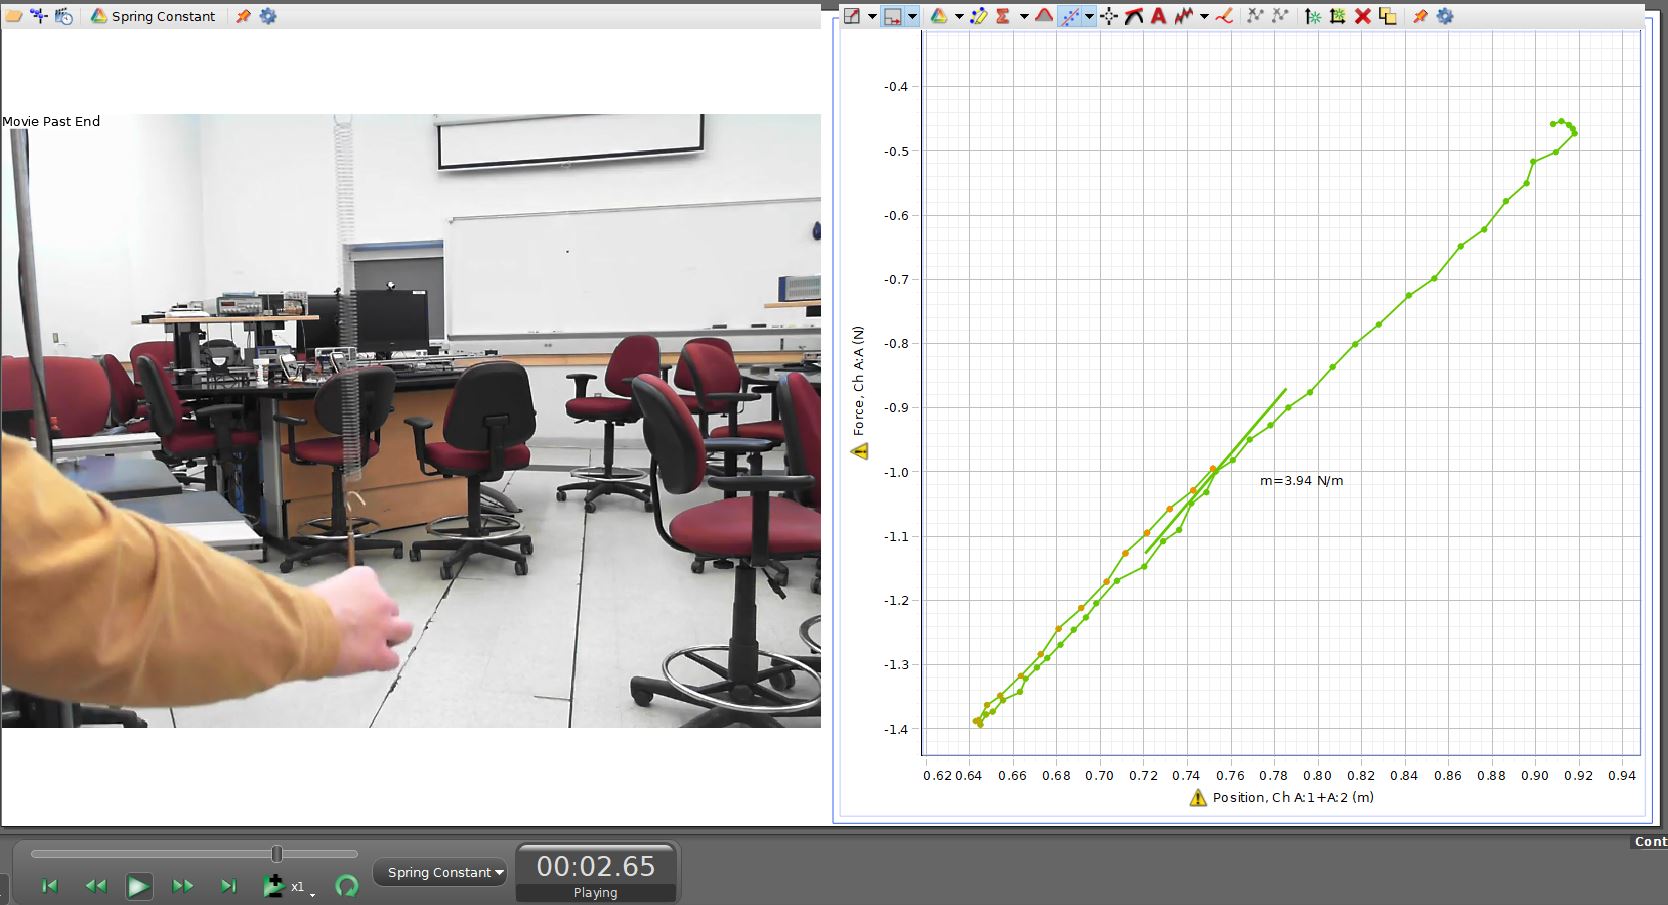 Spring Constant
Movie Past End
-0.4
-0.5
-0.6
-0.7
-0.8
-0.9
-1.0
-1.1
-1.2
-1.3
-1.4
Force, Ch A:A (N)
m=3.94 N/m
0.62 0.64 0.66 0.68 0.70 0.72 0.74 0.76 0.78 0.80 0.82 0.84 0.86 0.88 0.90 0.92 0.94
Position, Ch A:1+A:2 (m)
Cont
x1
Spring Constant
00:02.65
Playing